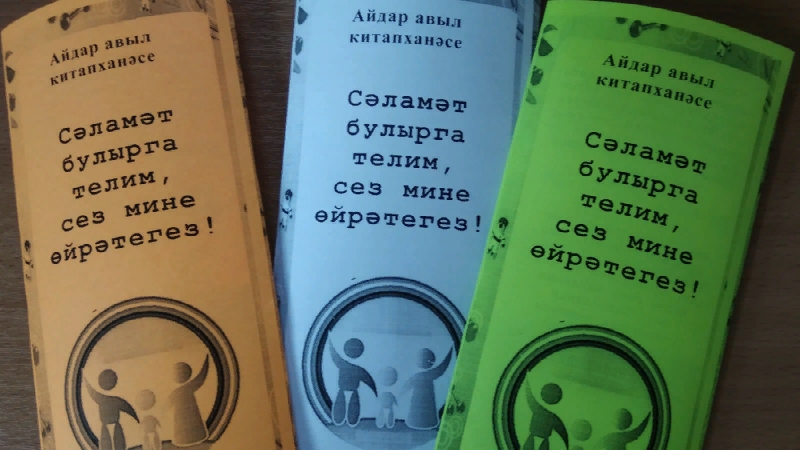 Айдар авыл
китапханәсе
Сәламәт
булырга
телим,
сез мине
өйрәтегез!
Айдар авыл
китапханәсе
Сәламәт
булырга
телим,
сез мине
өйрәтегез!
Айдар авыл
китапханәсе
Сәламәт
булырга
телим,
сез мине
өйрәтегез!